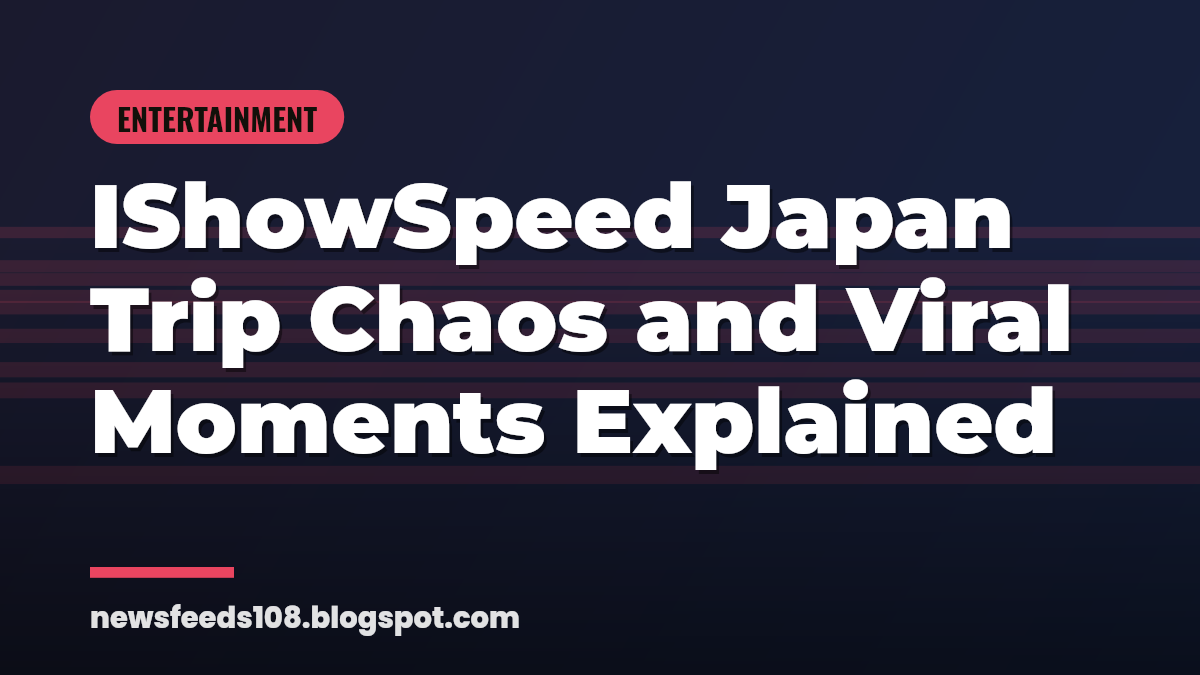 ENTERTAINMENT
IShowSpeed Japan
Trip Chaos and Viral
Moments Explained
newsfeeds108.blogspot.com